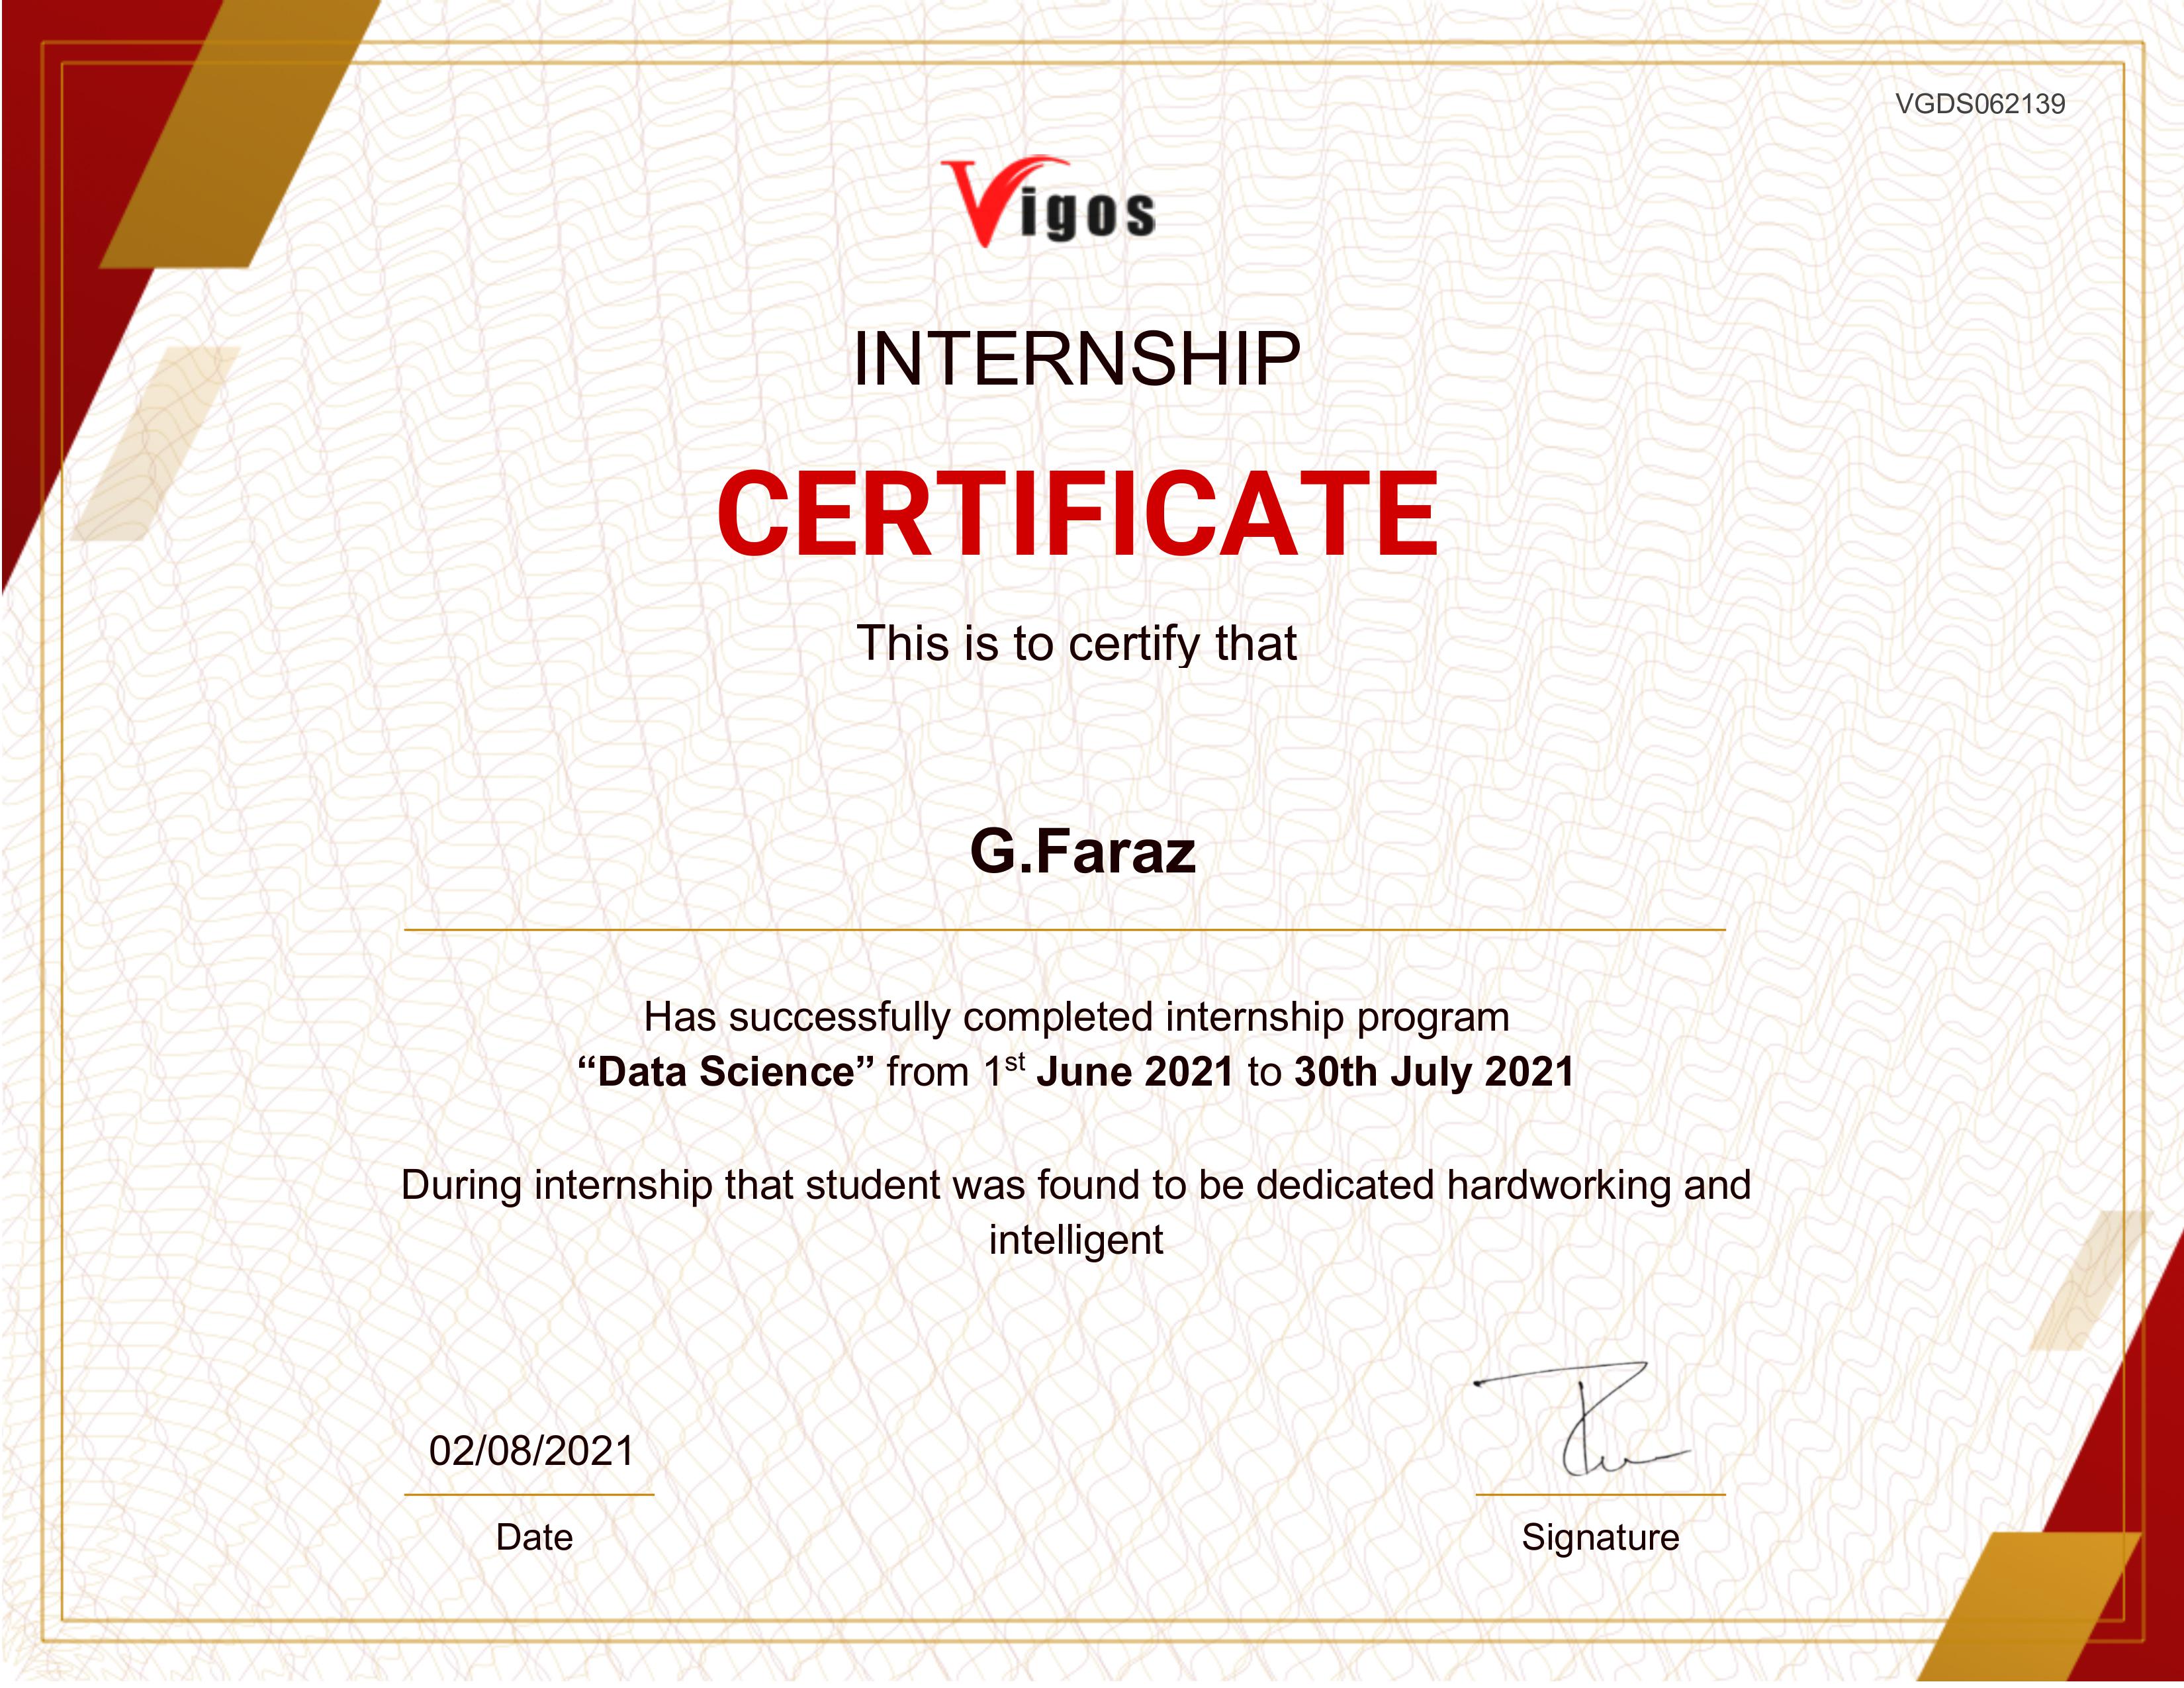 VGDS062139
Vigos
INTERNSHIP
CERTIFICATE
This is to certify that
G.Faraz
Has successfully completed internship program
“Data Science” from 1st June 2021 to 30th July 2021
During internship that student was found to be dedicated hardworking and
intelligent
02/08/2021
Date
Signature